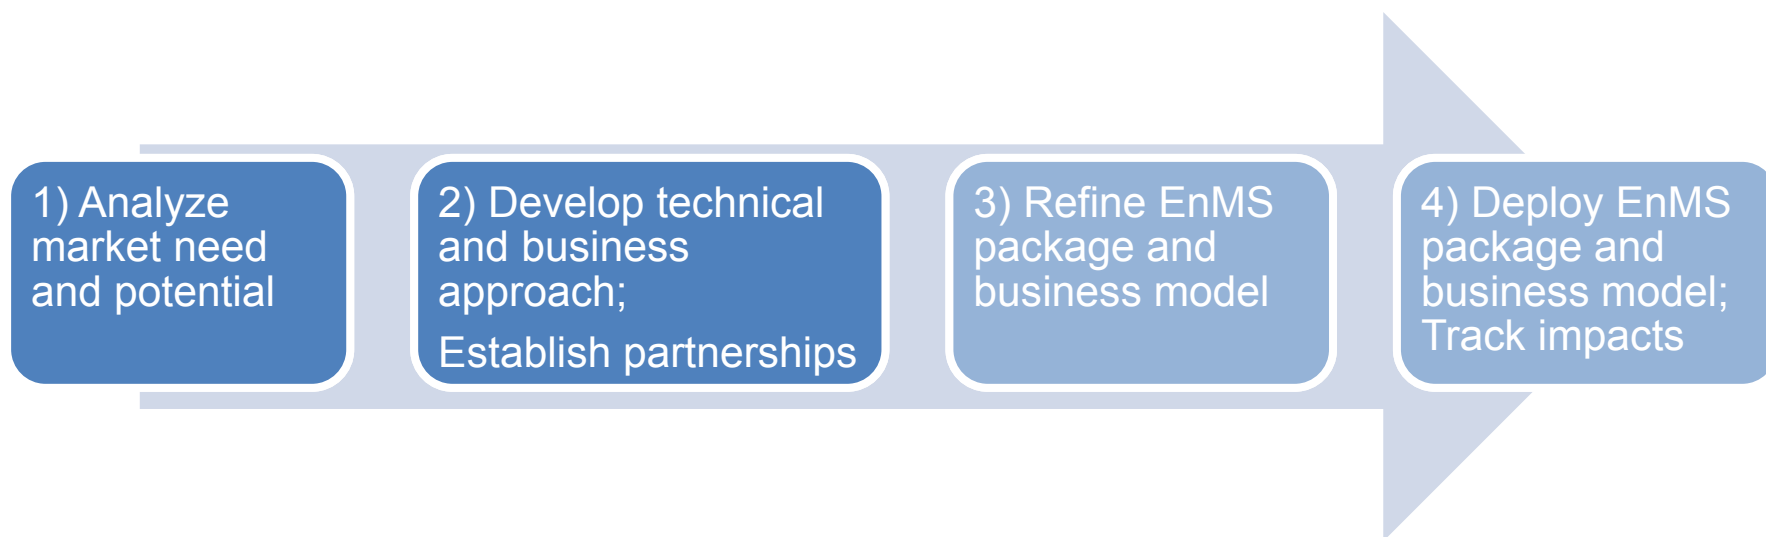 1) Analyze
market need
and potential
2) Develop technical
and business
approach;
Establish partnerships
3) Refine EnMS
package and
business model
4) Deploy EnMS
package and
business model;
Track impacts